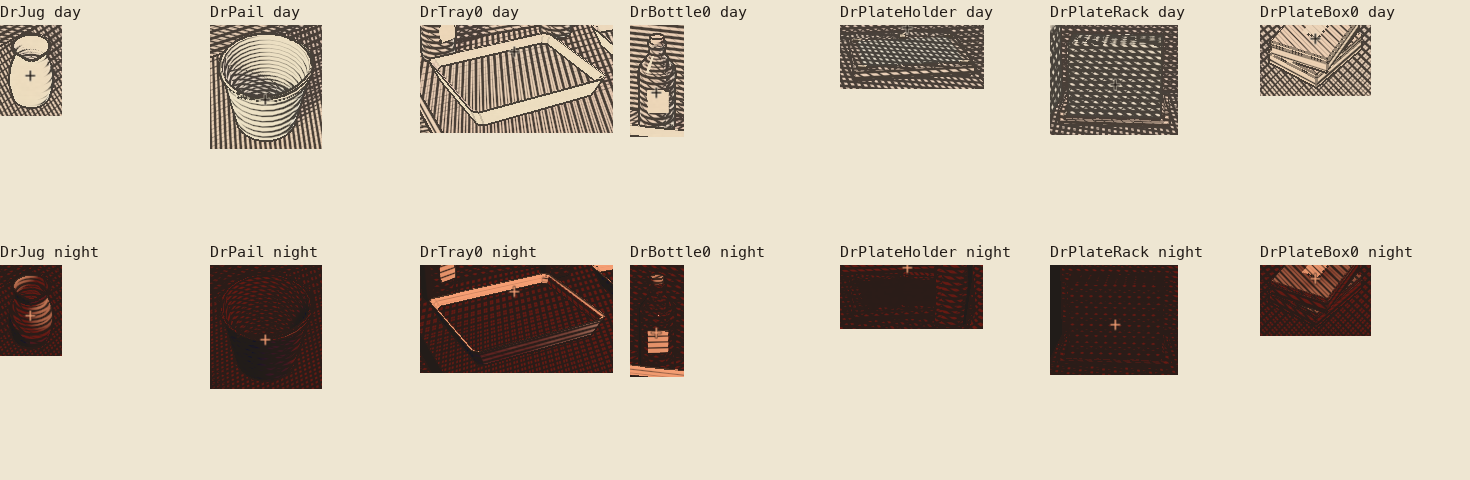 DrJug day
DrPail day
DrTray0 day
DrBottle0 day
DrPlateHolder day
DrPlateRack day
DrPlateBox0 day
DrJug night
DrPail night
DrTray0 night
DrBottle0 night
DrPlateHolder night
DrPlateRack night
DrPlateBox0 night